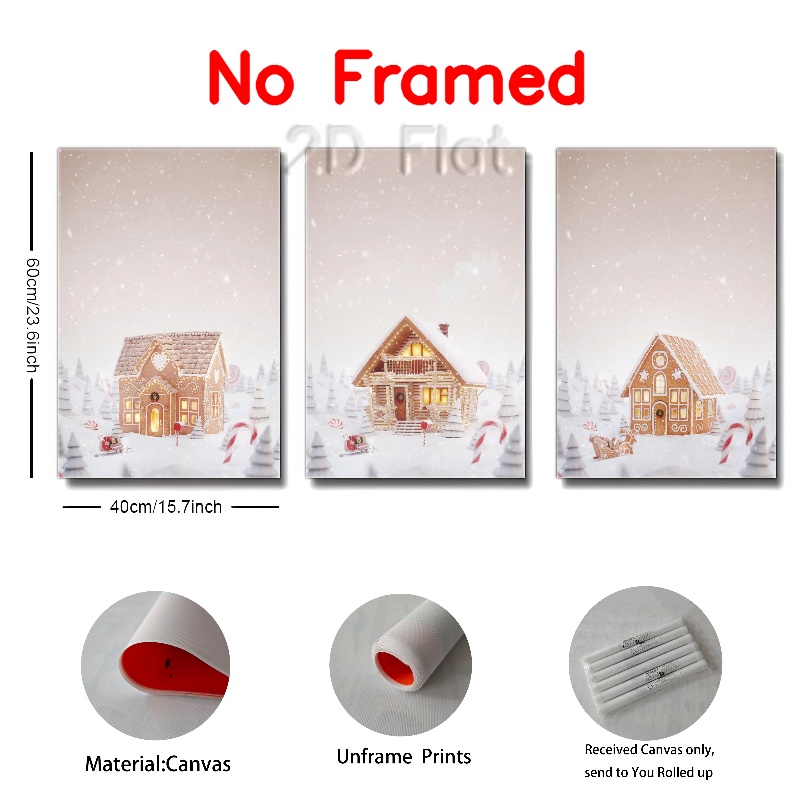 No Framed
2D Flat
60cm/23.6inch
40cm/15.7inch
Material:Canvas
Unframe Prints
Received Canvas only,
send to You Rolled up